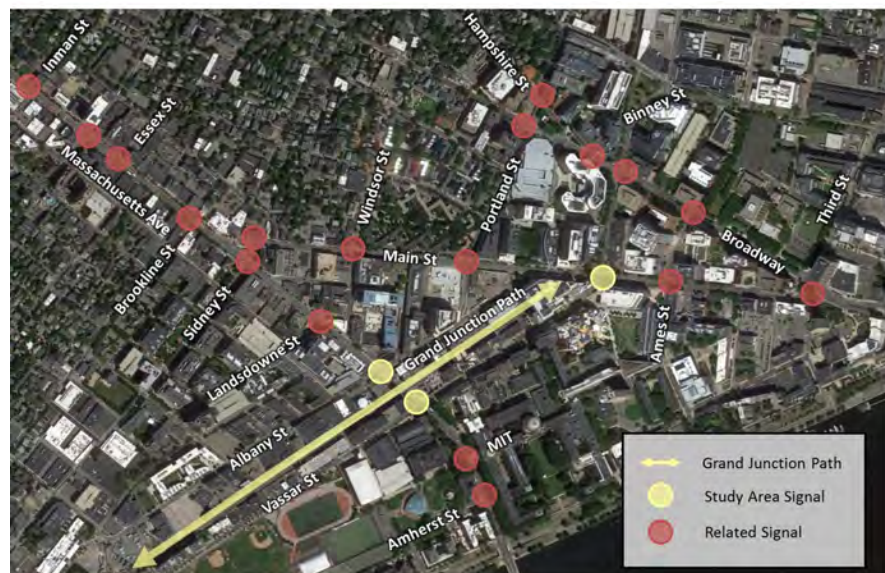 Inman St
Hampshire St
Essex St
Binney St
Massachusetts Ave
Windsor St
Portland St
Third St
Brookline St
Main St
Broadway
Sidney St
Grand Junction Path
Ames St
Landsdowne St
Albany St
MIT
Vassar St
Amherst St
Grand Junction Path
Study Area Signal
Related Signal